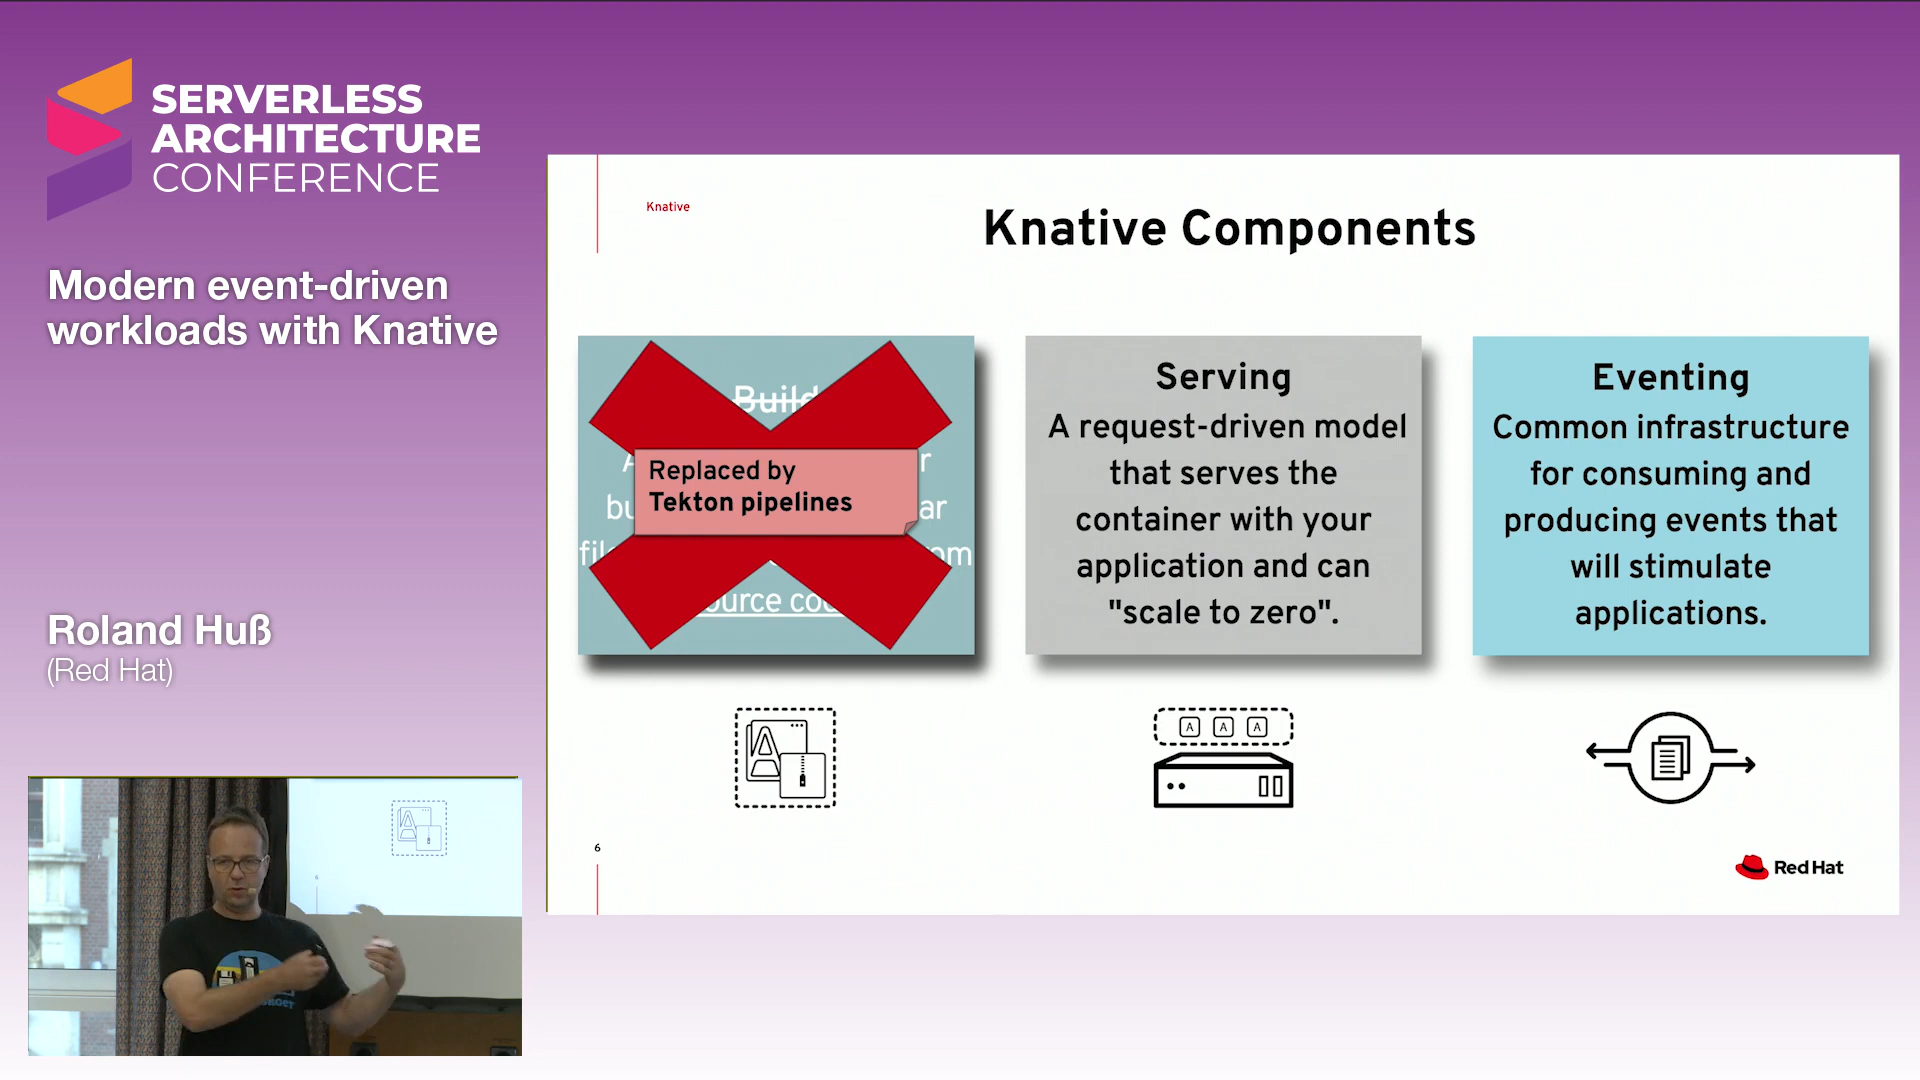 SERVERLESS
ARCHITECTURE
CONFERENCE
Modern event-driven
workloads with Knative
Roland Huß
(Red Hat)
Knative
Knative Components
Build
Replaced by
Tekton pipelines
source
Serving
A request-driven model
that serves the
container with your
application and can
"scale to zero".
Eventing
Common infrastructure
for consuming and
producing events that
will stimulate
applications.
A A A
6
Red Hat